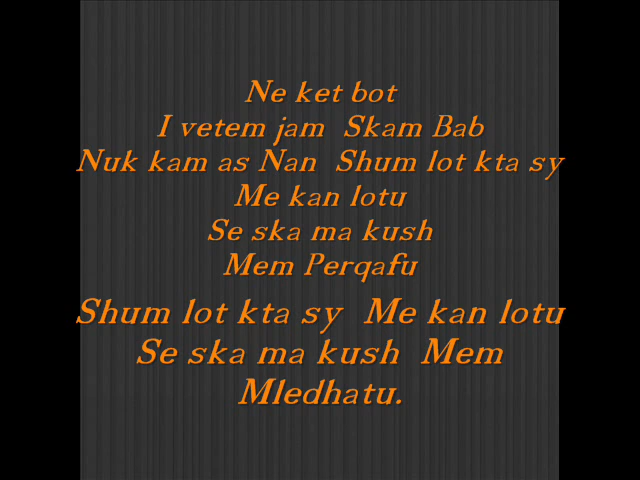 Ne ket bot
I vetem jam Skam Bab
Nuk kam as Nan Shum lot kta sy
Me kan lotu
Se ska ma kush
Mem Perqafu
Shum lot kta sy Me kan lotu
Se ska ma kush Mem
Mledhatu.